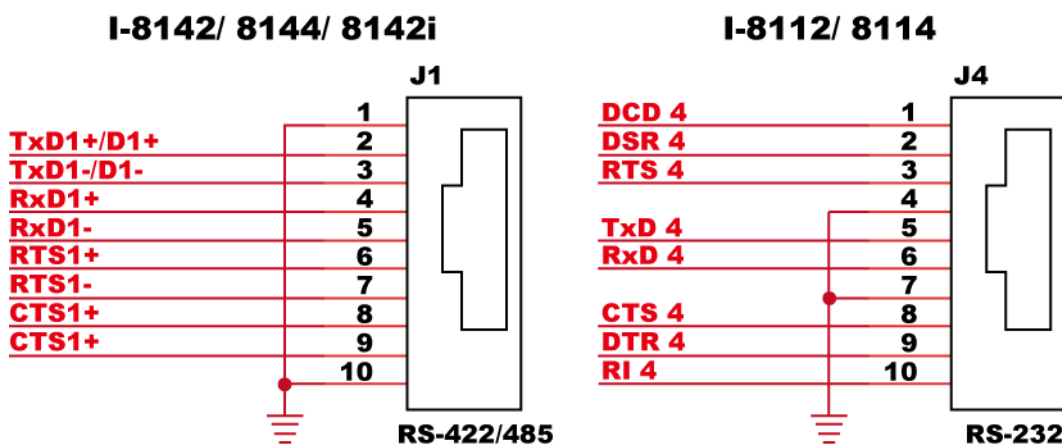 I-8142/ 8144/ 8142i
J1
1
TxD1+/D1+ 2
TxD1-/D1- 3
RxD1+ 4
RxD1- 5
RTS1+ 6
RTS1- 7
CTS1+ 8
CTS1+ 9
10
RS-422/485
I-8112/ 8114
J4
DCD 4 1
DSR 4 2
RTS 4 3
4
TxD 4 5
RxD 4 6
7
CTS 4 8
DTR 4 9
RI 4 10
RS-232